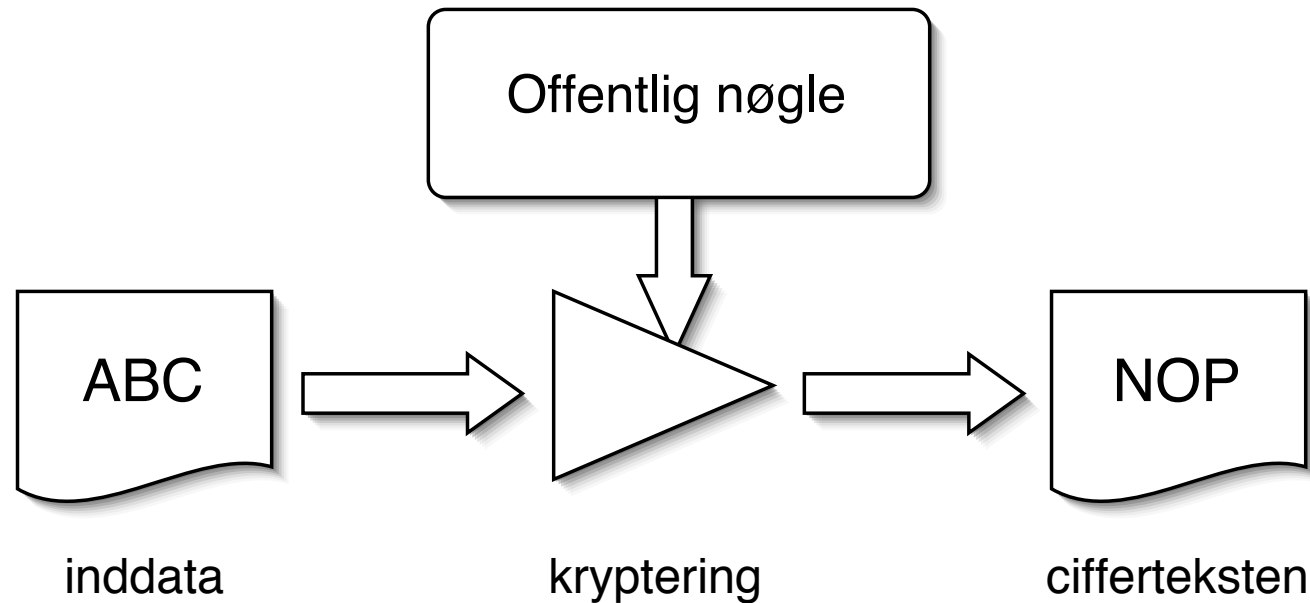 Offentlig nøgle
ABC
NOP
inddata
kryptering
cifferteksten